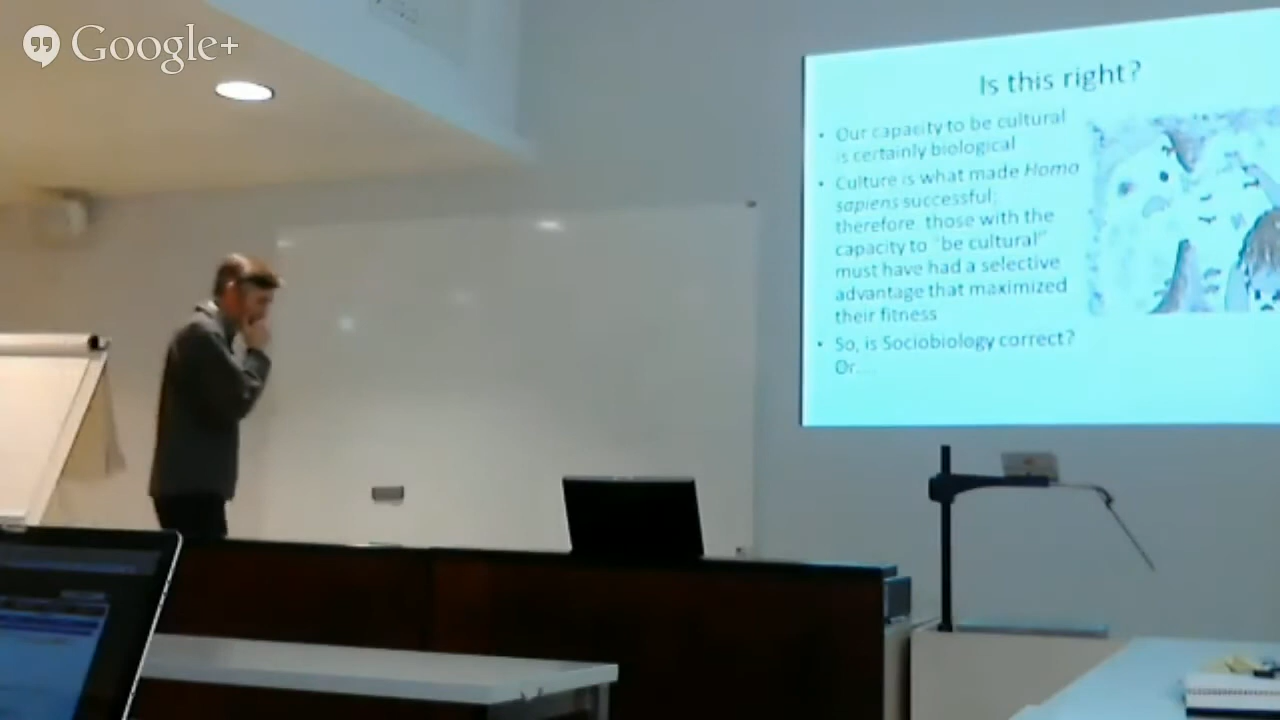 Google+
Is this right?
• Our capacity to be cultural
is certainly biological
• Culture is what made Homo
sapiens successful;
therefore, those with the
capacity to "be cultural"
must have had a selective
advantage that maximized
their fitness
• So, is Sociobiology correct?
Or....